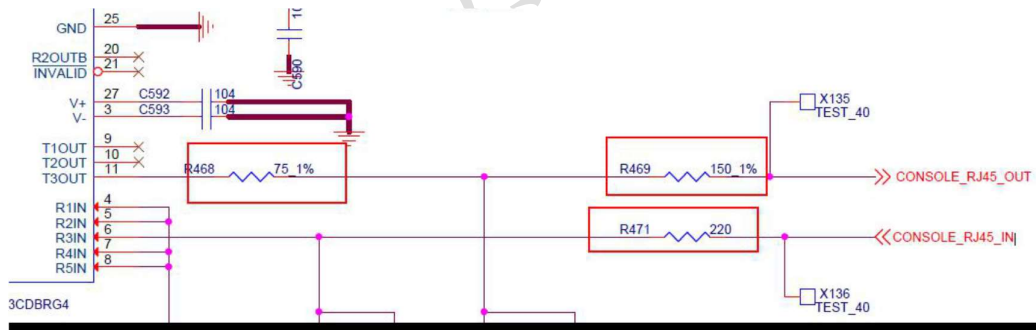 GND 25
R2OUTB 20
INVALID 21
C590
V+ 27 C592 104
V- 3 C593 104
X135
TEST_40
T1OUT 9
T2OUT 10
T3OUT 11
R468 75_1%
R469 150_1%
CONSOLE_RJ45_OUT
R1IN 4
R2IN 5
R3IN 6
R4IN 7
R5IN 8
R471 220
CONSOLE_RJ45_IN
X136
TEST_40
3CDBRG4